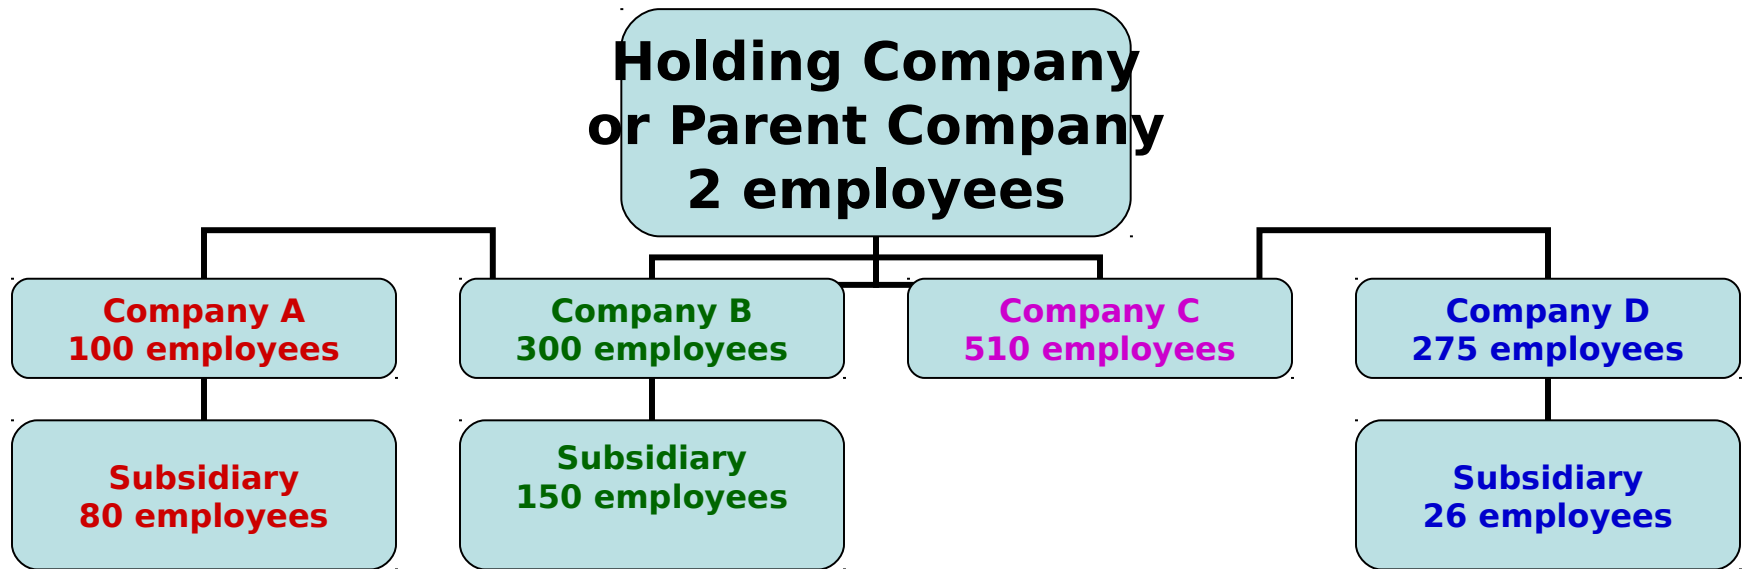 Holding Company
or Parent Company
2 employees
Company A
100 employees
Company B
300 employees
Company C
510 employees
Company D
275 employees
Subsidiary
80 employees
Subsidiary
150 employees
Subsidiary
26 employees